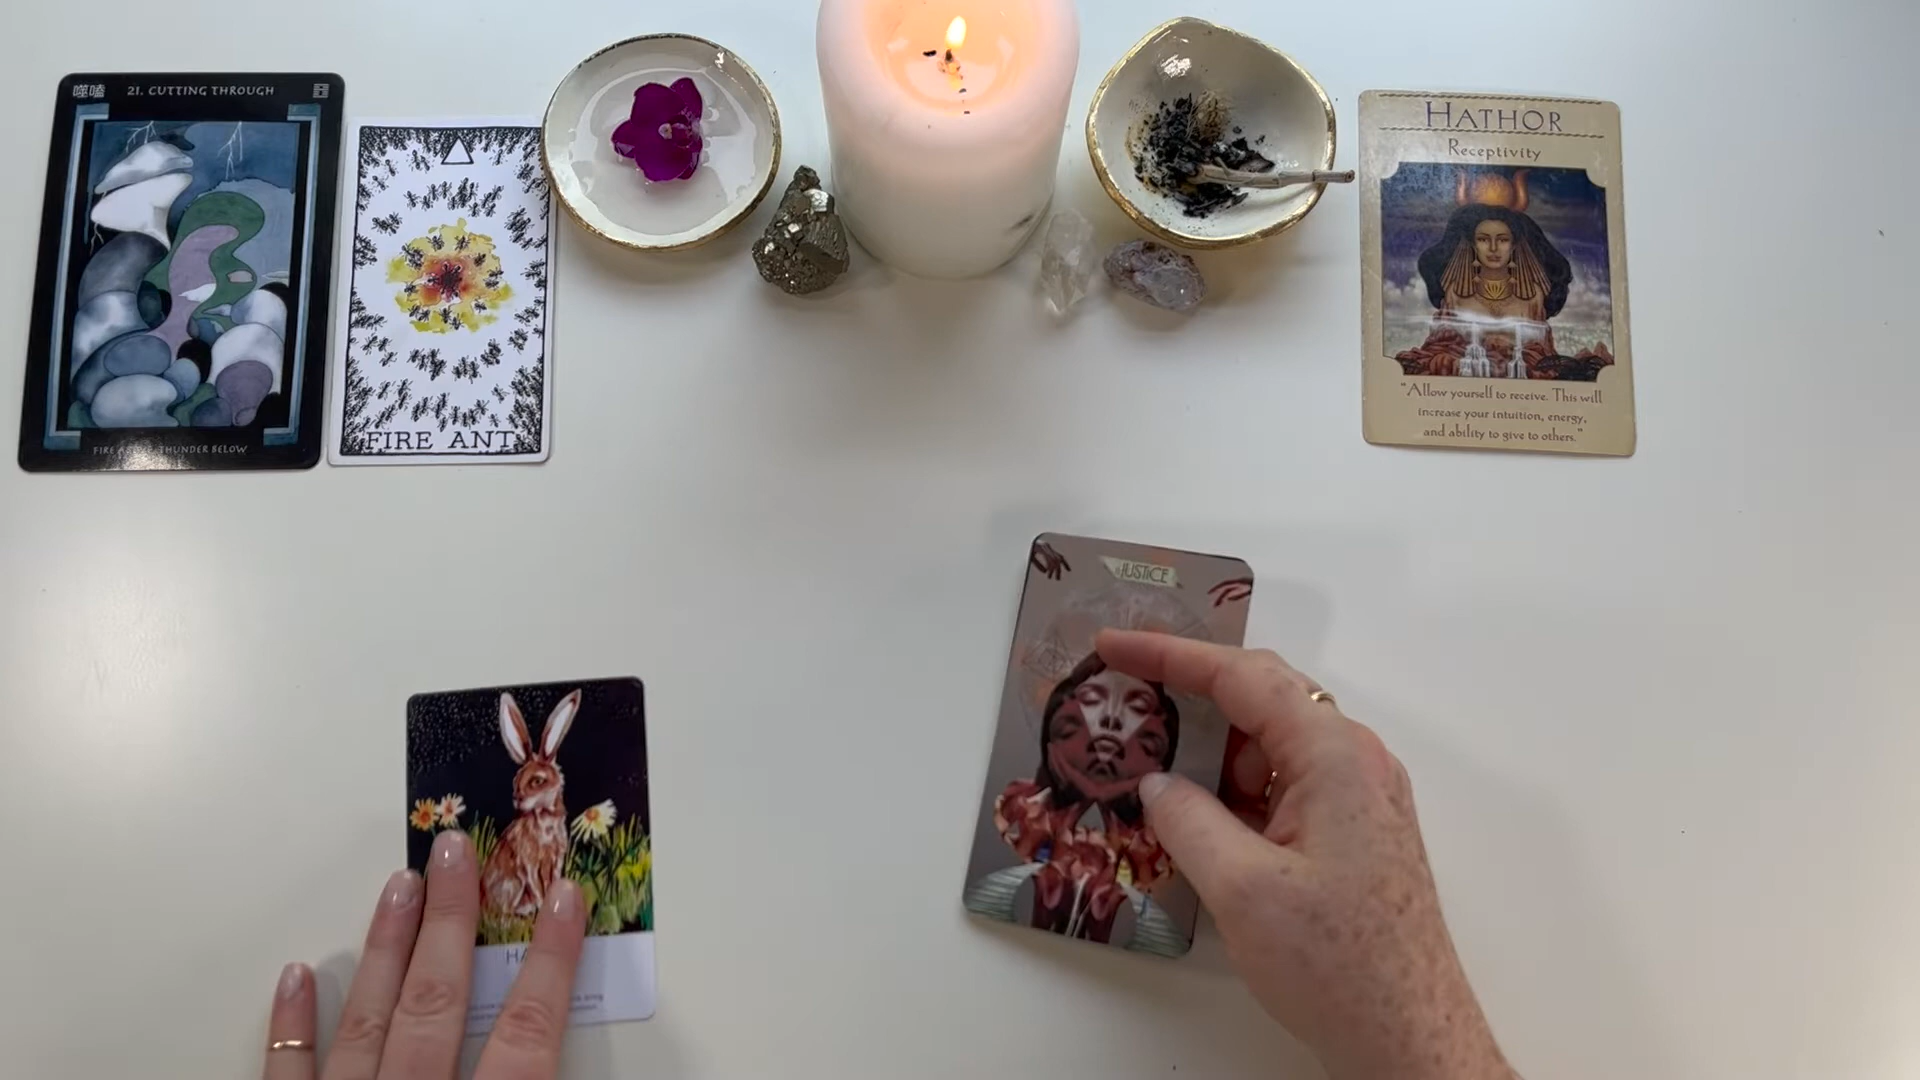 噬嗑 21. CUTTING THROUGH
FIRE ABOVE, THUNDER BELOW
FIRE ANT
HATHOR
Receptivity
"Allow yourself to receive. This will
increase your intuition, energy,
and ability to give to others."
JUSTICE